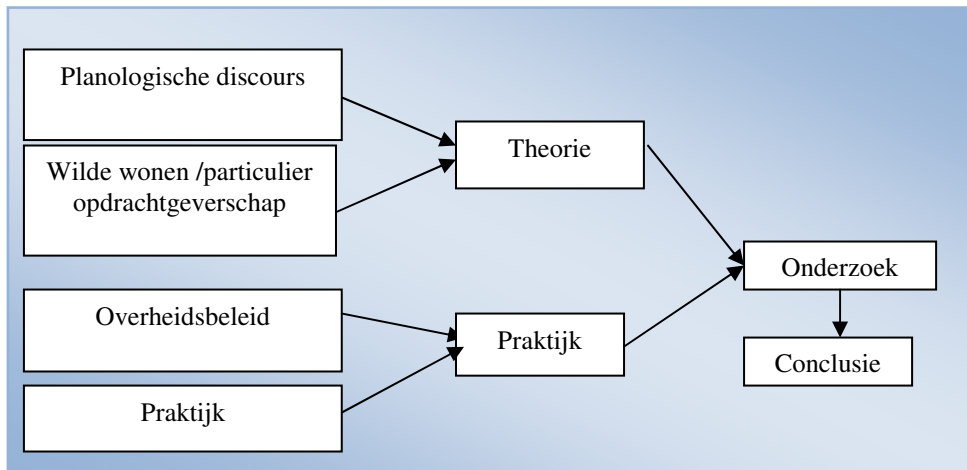 Planologische discours
Wilde wonen /particulier
opdrachtgeverschap
Theorie
Overheidsbeleid
Praktijk
Praktijk
Onderzoek
Conclusie